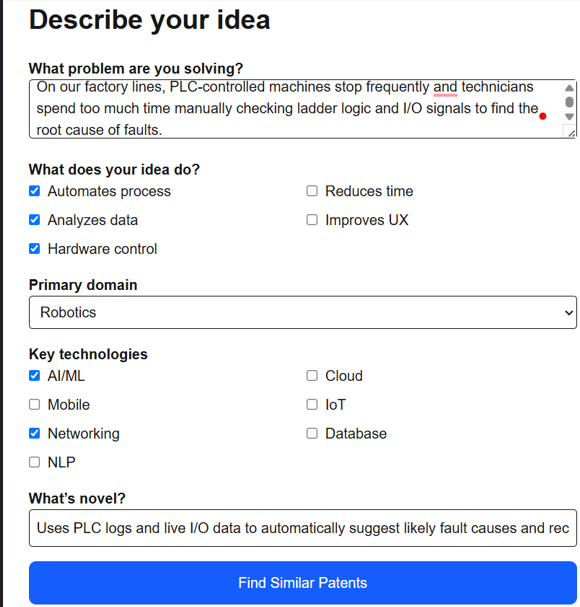 Describe your idea
What problem are you solving?
On our factory lines, PLC-controlled machines stop frequently and technicians
spend too much time manually checking ladder logic and I/O signals to find the
root cause of faults.
What does your idea do?
Automates process
Reduces time
Analyzes data
Improves UX
Hardware control
Primary domain
Robotics
Key technologies
AI/ML
Cloud
Mobile
IoT
Networking
Database
NLP
What's novel?
Uses PLC logs and live I/O data to automatically suggest likely fault causes and rec
Find Similar Patents